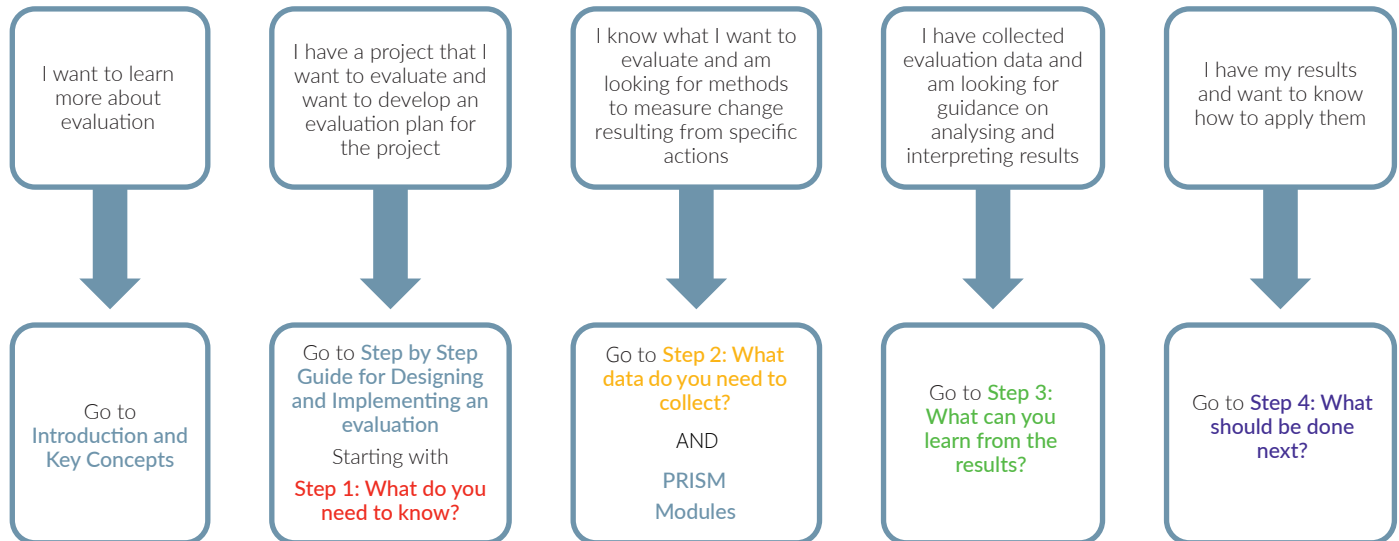 I want to learn
more about
evaluation
I have a project that I
want to evaluate and
want to develop an
evaluation plan for
the project
I know what I want to
evaluate and am
looking for methods
to measure change
resulting from specific
actions
I have collected
evaluation data and
am looking for
guidance on
analysing and
interpreting results
I have my results
and want to know
how to apply them
Go to
Introduction and
Key Concepts
Go to Step by Step
Guide for Designing
and Implementing an
evaluation
Starting with
Step 1: What do you
need to know?
Go to Step 2: What
data do you need to
collect?
AND
PRISM
Modules
Go to Step 3:
What can you
learn from the
results?
Go to Step 4: What
should be done
next?